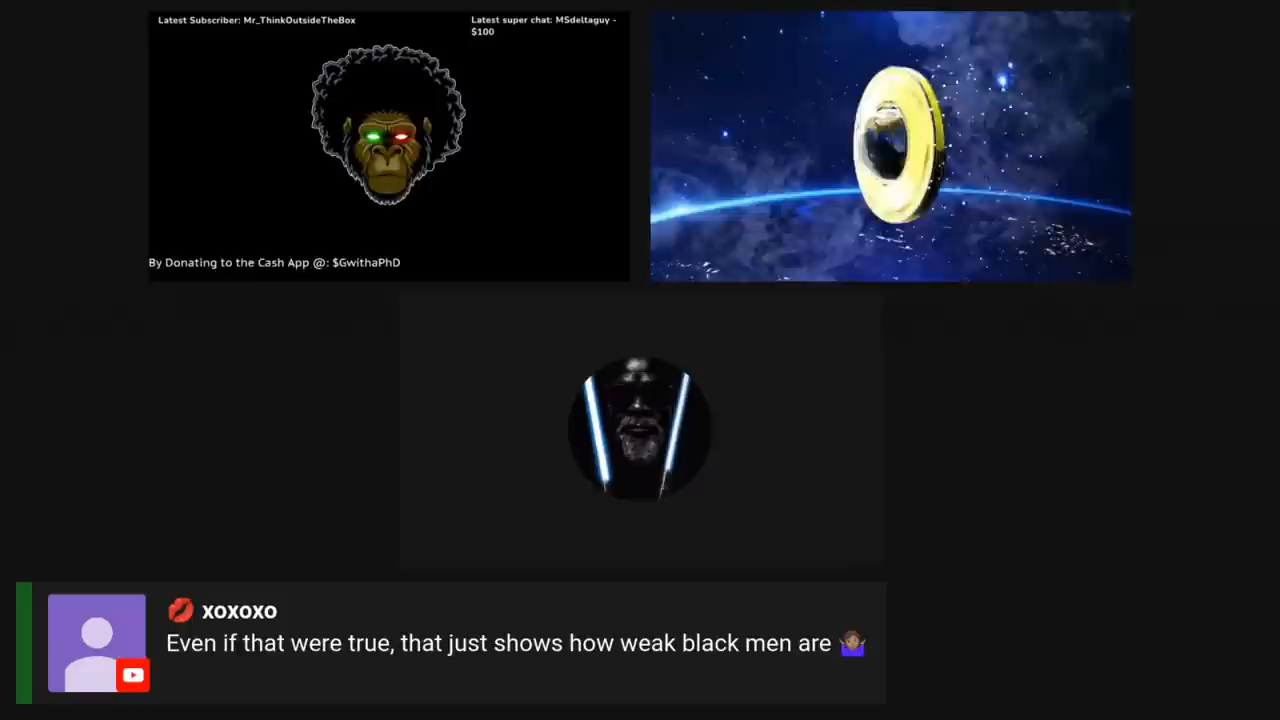 Latest Subscriber: Mr_ThinkOutsideTheBox
Latest super chat: MSdeltaguy -
$100
By Donating to the Cash App @: $GwithaPhD
💋 xoxoxo
Even if that were true, that just shows how weak black men are 🤷🏽‍♀️